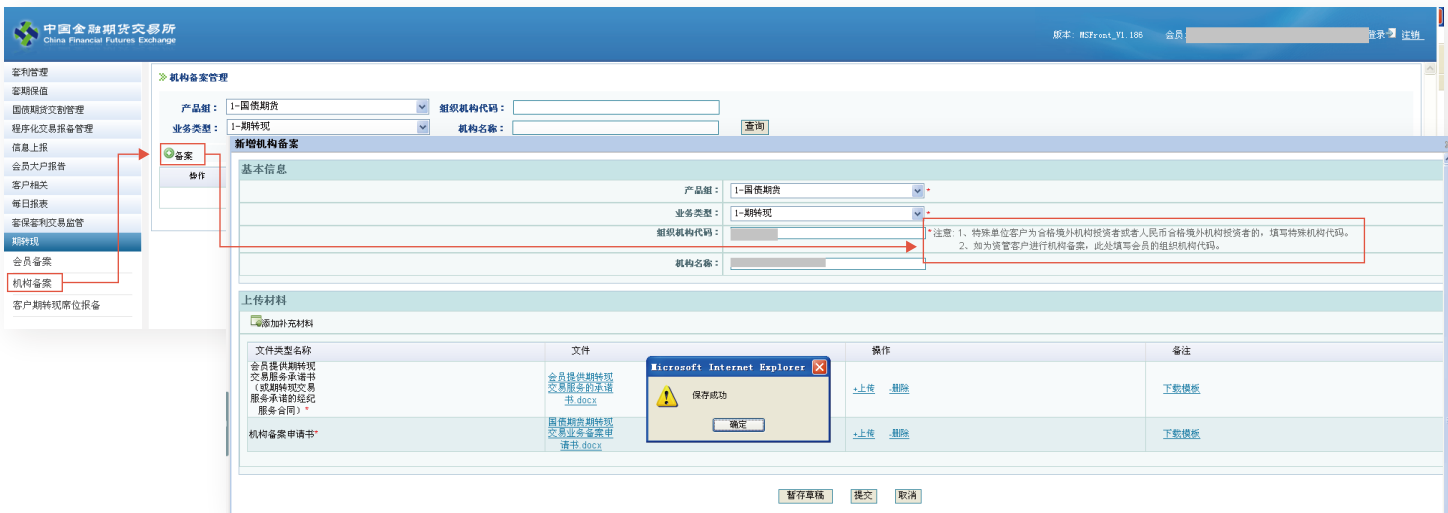 中国金融期货交易所
China Financial Futures Exchange
版本: MSFront_V1.186 会员: 登录 注销
套利管理
套期保值
国债期货交割管理
程序化交易报备管理
信息上报
会员大户报告
客户相关
每日报表
套保套利交易监管
期转现
会员备案
机构备案
客户期转现席位报备
机构备案管理
产品组: 1-国债期货 组织机构代码:
业务类型: 1-期转现 机构名称: 查询
备案
操作
新增机构备案
基本信息
产品组: 1-国债期货 *
业务类型: 1-期转现 *
组织机构代码: *注意: 1、特殊单位客户为合格境外机构投资者或者人民币合格境外机构投资者的，填写特殊机构代码。
2、如为资管客户进行机构备案，此处填写会员的组织机构代码。
机构名称:
上传材料
添加补充材料
文件类型名称 文件 操作 备注
会员提供期转现
交易服务承诺书
（或期转现交易
服务承诺的经纪
服务合同）*
会员提供期转现
交易服务的承诺
书.docx
+上传 -删除 下载模板
机构备案申请书*
国债期货期转现
交易业务备案申
请书.docx
+上传 -删除 下载模板
Microsoft Internet Explorer
保存成功
确定
暂存草稿 提交 取消